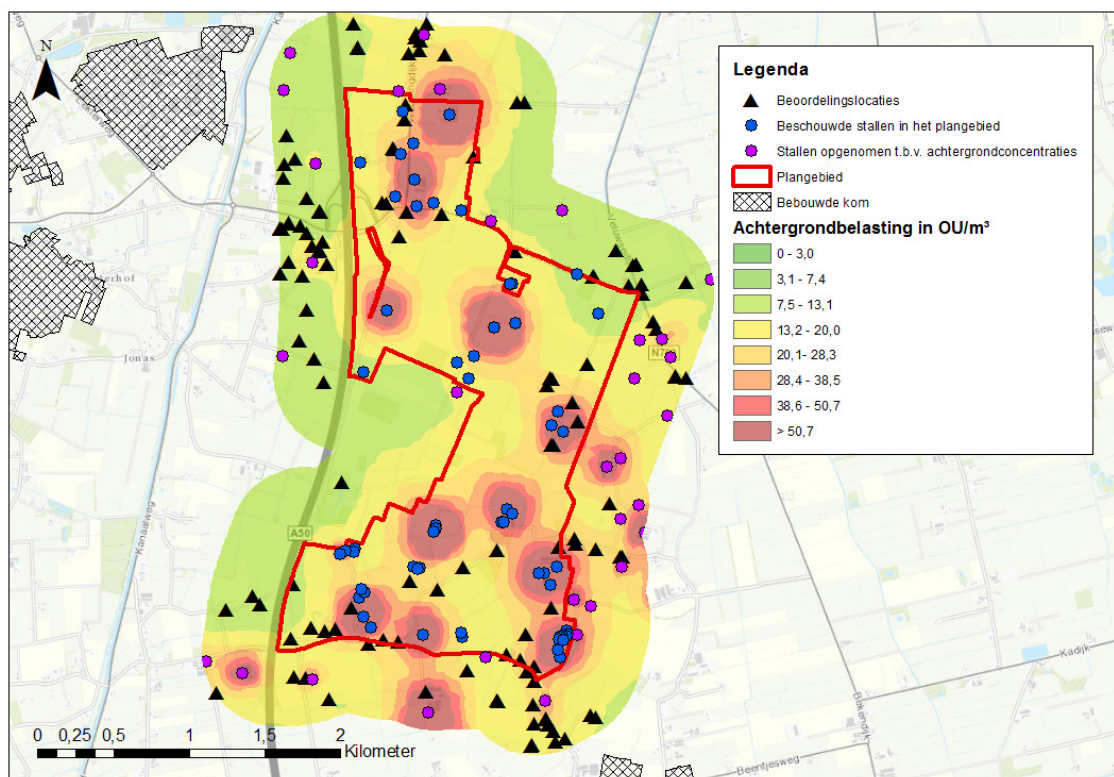 N
Legenda
Beoordelingslocaties
Beschouwde stallen in het plangebied
Stallen opgenomen t.b.v. achtergrondconcentraties
Plangebied
Bebouwde kom
Achtergrondbelasting in OU/m³
0 - 3,0
3,1 - 7,4
7,5 - 13,1
13,2 - 20,0
20,1- 28,3
28,4 - 38,5
38,6 - 50,7
> 50,7
Jonas
Kanaalweg
A50
Kadijk
Bekendijk
Beentjesweg
0 0,25 0,5 1 1,5 2
Kilometer